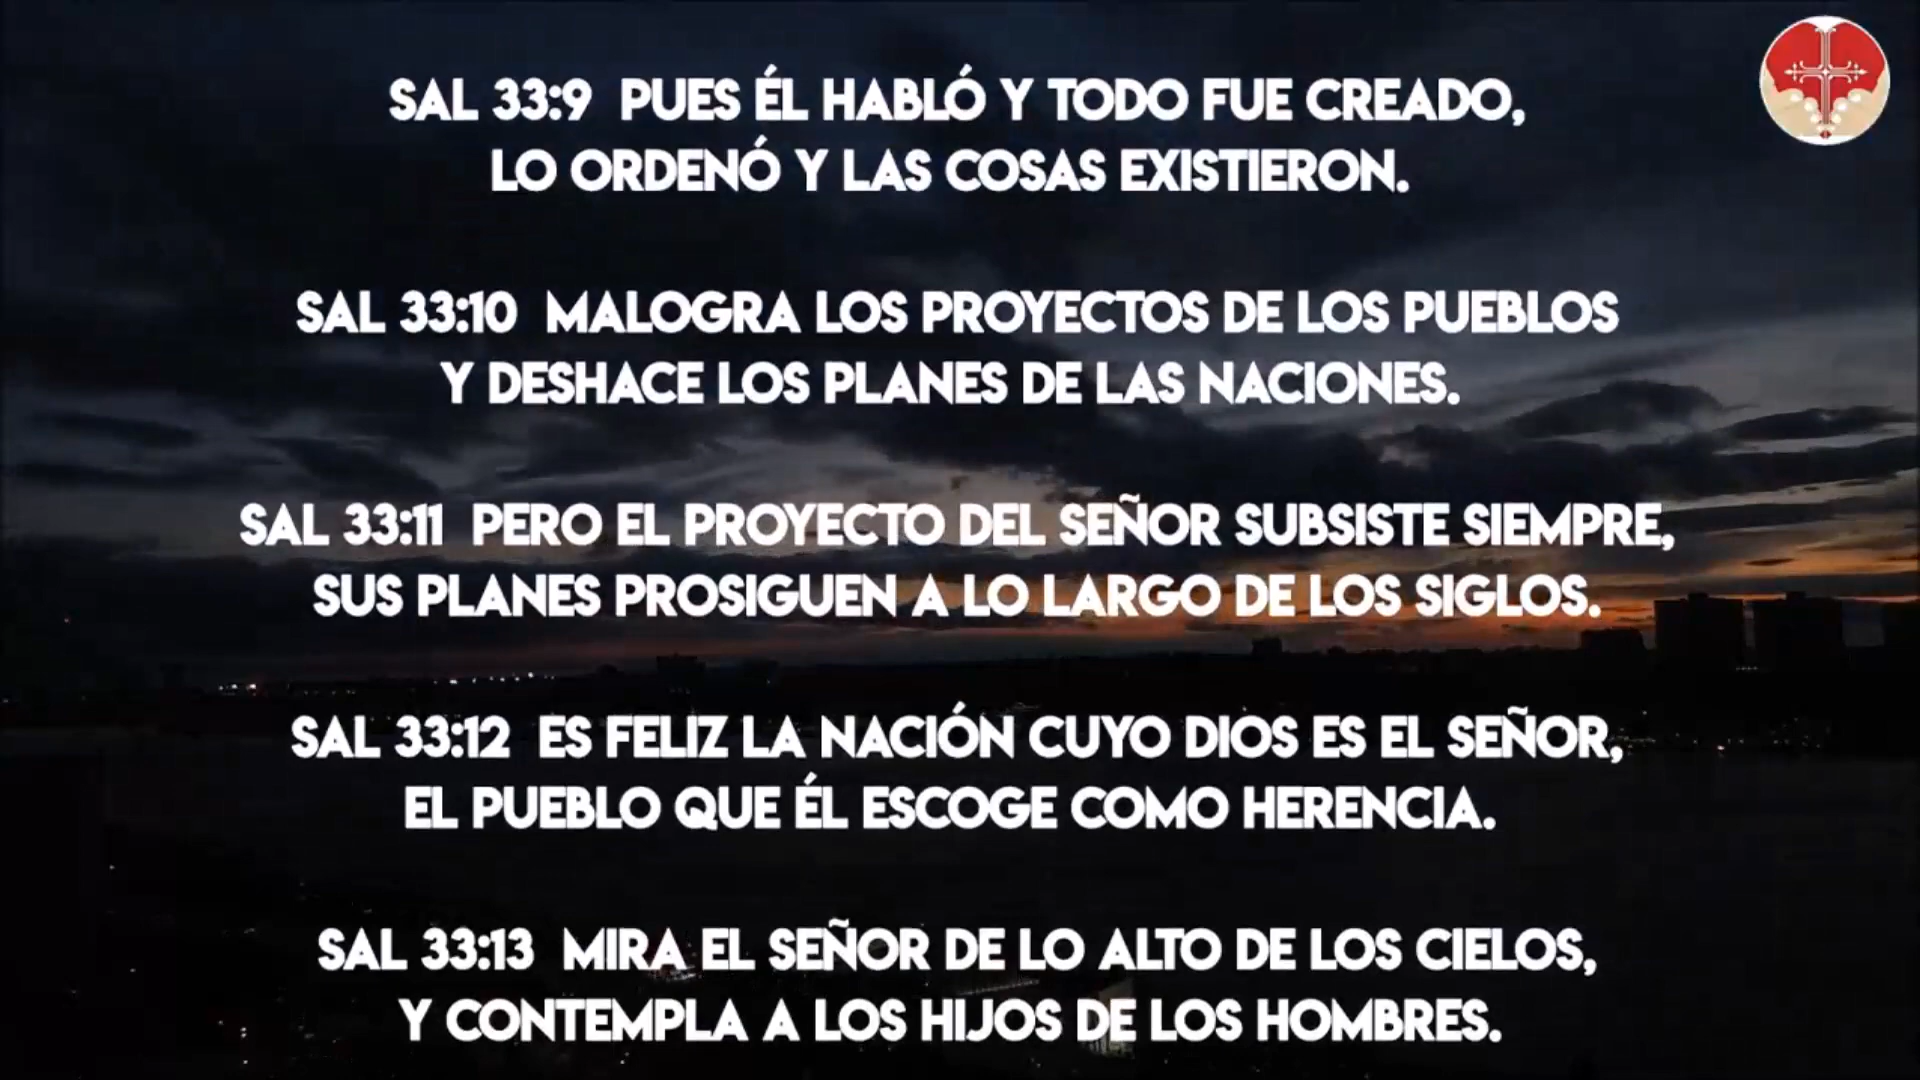 SAL 33:9 PUES ÉL HABLÓ Y TODO FUE CREADO,
LO ORDENÓ Y LAS COSAS EXISTIERON.
SAL 33:10 MALOGRA LOS PROYECTOS DE LOS PUEBLOS
Y DESHACE LOS PLANES DE LAS NACIONES.
SAL 33:11 PERO EL PROYECTO DEL SEÑOR SUBSISTE SIEMPRE,
SUS PLANES PROSIGUEN A LO LARGO DE LOS SIGLOS.
SAL 33:12 ES FELIZ LA NACIÓN CUYO DIOS ES EL SEÑOR,
EL PUEBLO QUE ÉL ESCOGE COMO HERENCIA.
SAL 33:13 MIRA EL SEÑOR DE LO ALTO DE LOS CIELOS,
Y CONTEMPLA A LOS HIJOS DE LOS HOMBRES.